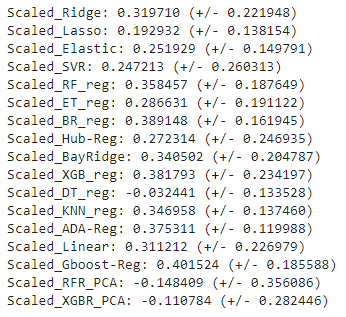 Scaled_Ridge: 0.319710 (+/- 0.221948)
Scaled_Lasso: 0.192932 (+/- 0.138154)
Scaled_Elastic: 0.251929 (+/- 0.149791)
Scaled_SVR: 0.247213 (+/- 0.260313)
Scaled_RF_reg: 0.358457 (+/- 0.187649)
Scaled_ET_reg: 0.286631 (+/- 0.191122)
Scaled_BR_reg: 0.389148 (+/- 0.161945)
Scaled_Hub-Reg: 0.272314 (+/- 0.246935)
Scaled_BayRidge: 0.340502 (+/- 0.204787)
Scaled_XGB_reg: 0.381793 (+/- 0.234197)
Scaled_DT_reg: -0.032441 (+/- 0.133528)
Scaled_KNN_reg: 0.346958 (+/- 0.137460)
Scaled_ADA-Reg: 0.375311 (+/- 0.119988)
Scaled_Linear: 0.311212 (+/- 0.226979)
Scaled_Gboost-Reg: 0.401524 (+/- 0.185588)
Scaled_RFR_PCA: -0.148409 (+/- 0.356086)
Scaled_XGBR_PCA: -0.110784 (+/- 0.282446)